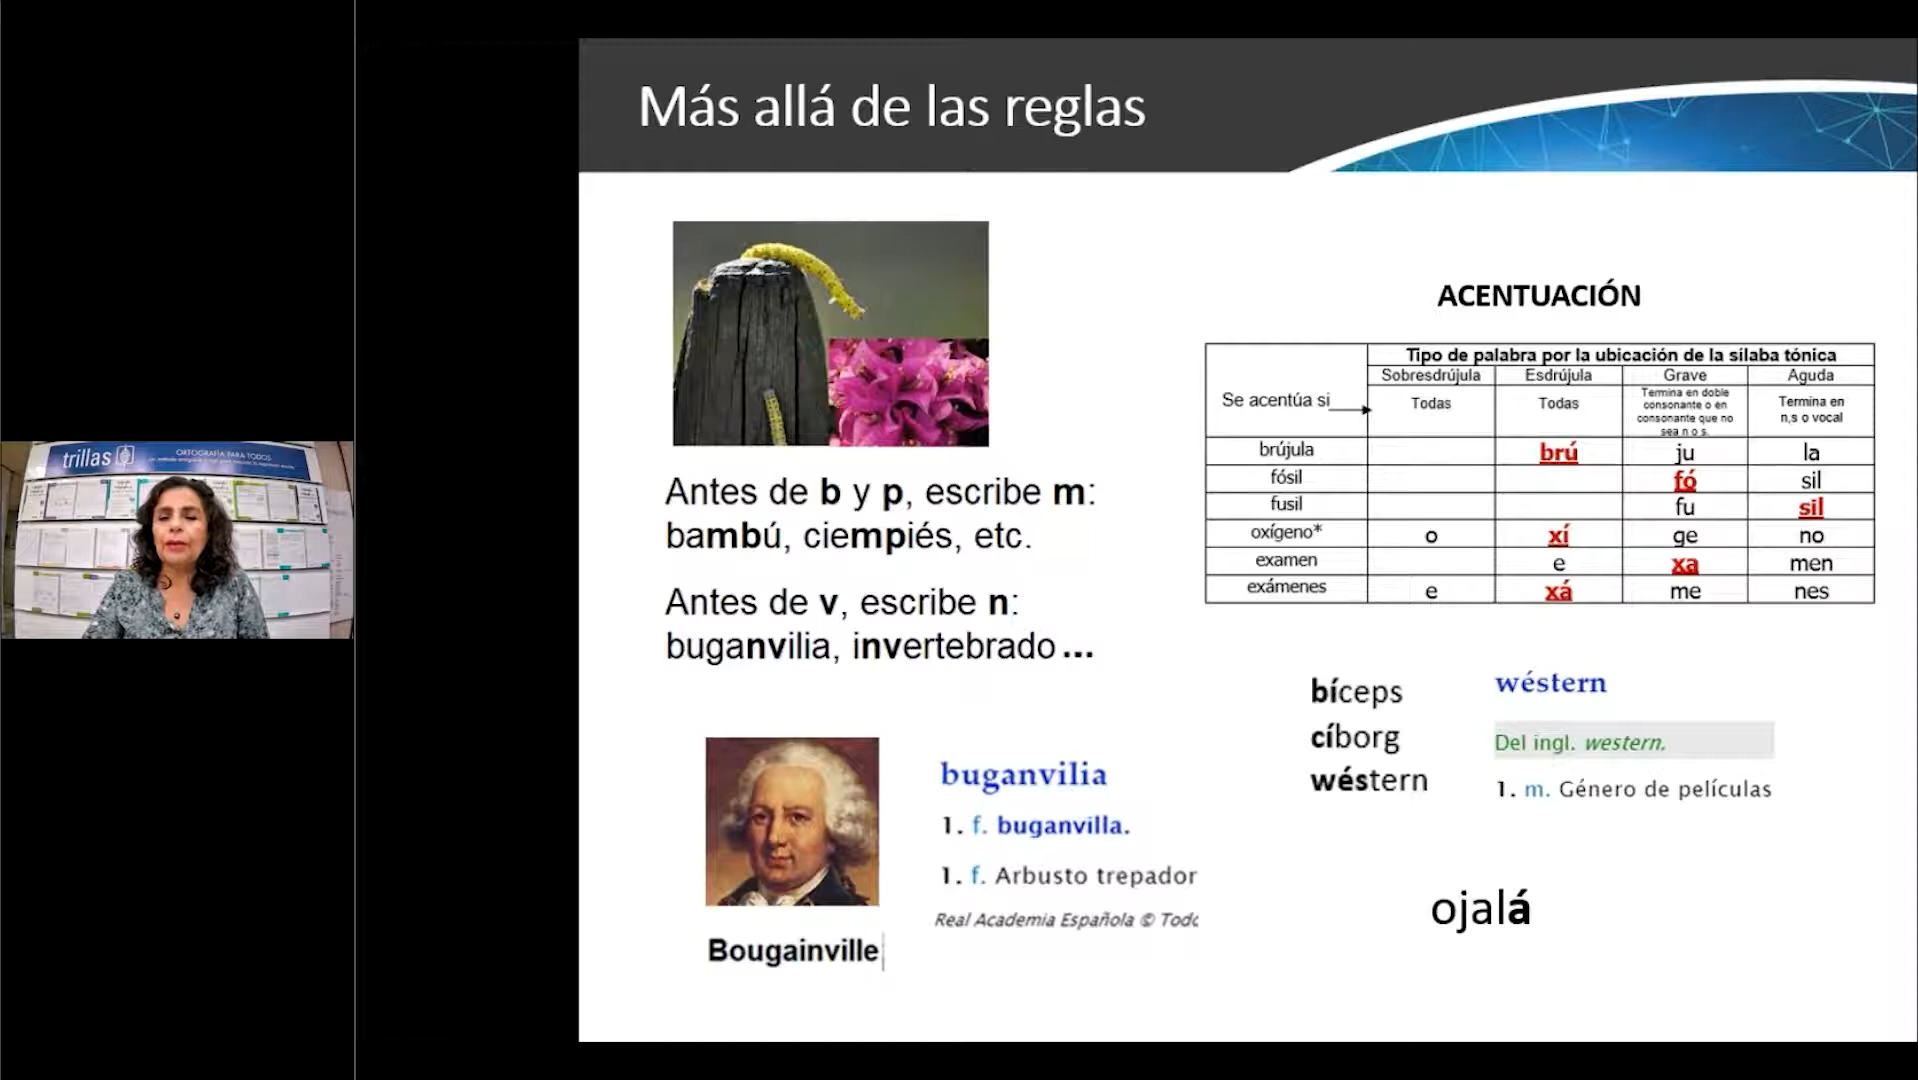 Más allá de las reglas
trillas
ORTOGRAFÍA PARA TODOS
Antes de b y p, escribe m:
bambú, ciempiés, etc.
Antes de v, escribe n:
buganvilia, invertebrado ...
Bougainville
buganvilia
1. f. buganvilla.
1. f. Arbusto trepador
Real Academia Española © Todo
ACENTUACIÓN
Tipo de palabra por la ubicación de la sílaba tónica
Se acentúa si
Sobresdrújula Esdrújula Grave Aguda
Todas Todas Termina en doble consonante o en consonante que no sea n o s. Termina en n,s o vocal
brújula brú ju la
fósil fó sil
fusil fu sil
oxígeno* o xí ge no
examen e xa men
exámenes e xá me nes
bíceps
cíborg
wéstern
wéstern
Del ingl. western.
1. m. Género de películas
ojalá